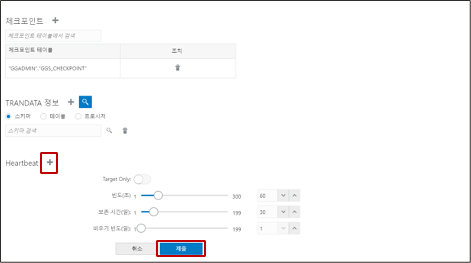 체크포인트
체크포인트 테이블에서 검색
체크포인트 테이블 조치
"GGADMIN"."GGS_CHECKPOINT"
TRANDATA 정보
스키마 테이블 프로시저
스키마 검색
Heartbeat
Target Only:
빈도(초) 1 300 60
보존 시간(일): 1 199 30
비우기 빈도(일): 1 199 1
취소 제출